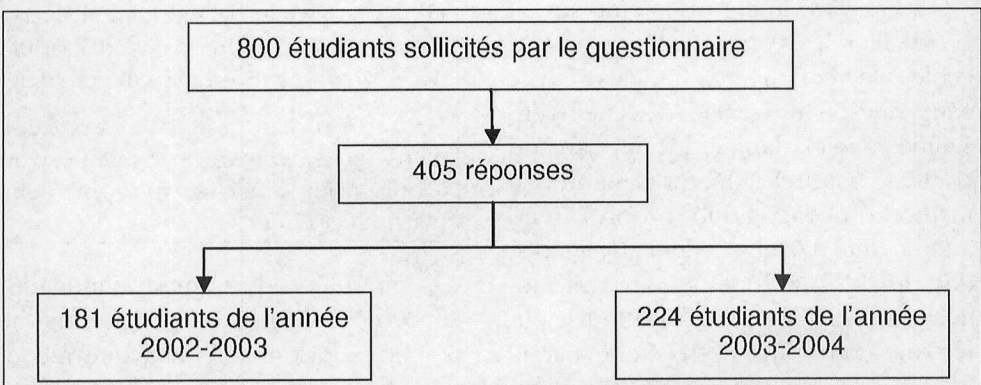 800 étudiants sollicités par le questionnaire
405 réponses
181 étudiants de l'année
2002-2003
224 étudiants de l'année
2003-2004